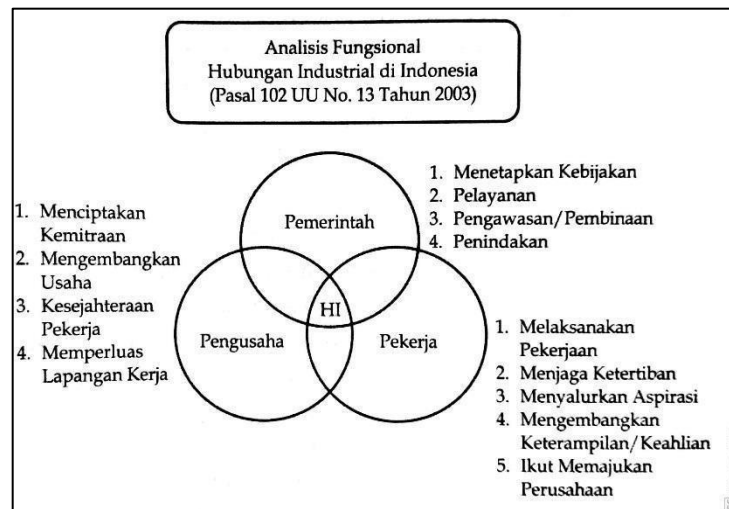 Analisis Fungsional
Hubungan Industrial di Indonesia
(Pasal 102 UU No. 13 Tahun 2003)
1. Menetapkan Kebijakan
2. Pelayanan
3. Pengawasan/Pembinaan
4. Penindakan
Pemerintah
1. Menciptakan
Kemitraan
2. Mengembangkan
Usaha
3. Kesejahteraan
Pekerja
4. Memperluas
Lapangan Kerja
HI
Pengusaha
Pekerja
1. Melaksanakan
Pekerjaan
2. Menjaga Ketertiban
3. Menyalurkan Aspirasi
4. Mengembangkan
Keterampilan/Keahlian
5. Ikut Memajukan
Perusahaan